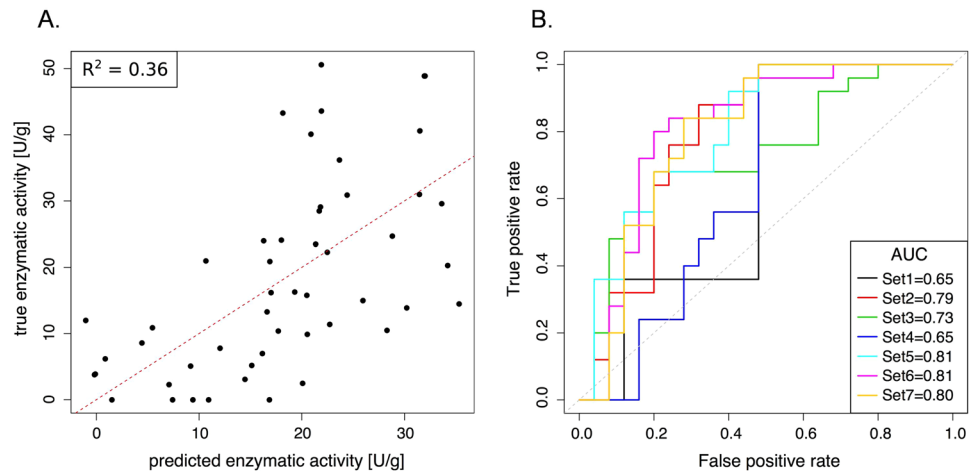 A.
R² = 0.36
true enzymatic activity [U/g]
50
40
30
20
10
0
0 10 20 30
predicted enzymatic activity [U/g]
B.
True positive rate
1.0
0.8
0.6
0.4
0.2
0.0
AUC
Set1=0.65
Set2=0.79
Set3=0.73
Set4=0.65
Set5=0.81
Set6=0.81
Set7=0.80
0.0 0.2 0.4 0.6 0.8 1.0
False positive rate